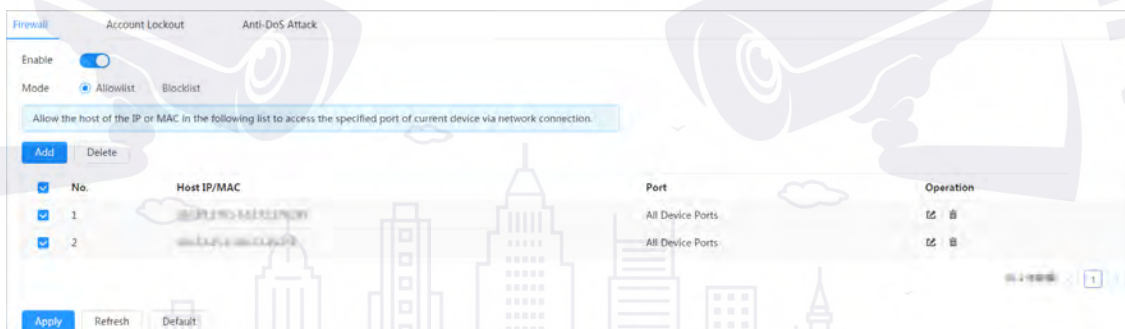 Firewall Account Lockout Anti-DoS Attack
Enable
Mode Allowlist Blocklist
Allow the host of the IP or MAC in the following list to access the specified port of current device via network connection.
Add Delete
No. Host IP/MAC Port Operation
1 All Device Ports
2 All Device Ports
1
Apply Refresh Default